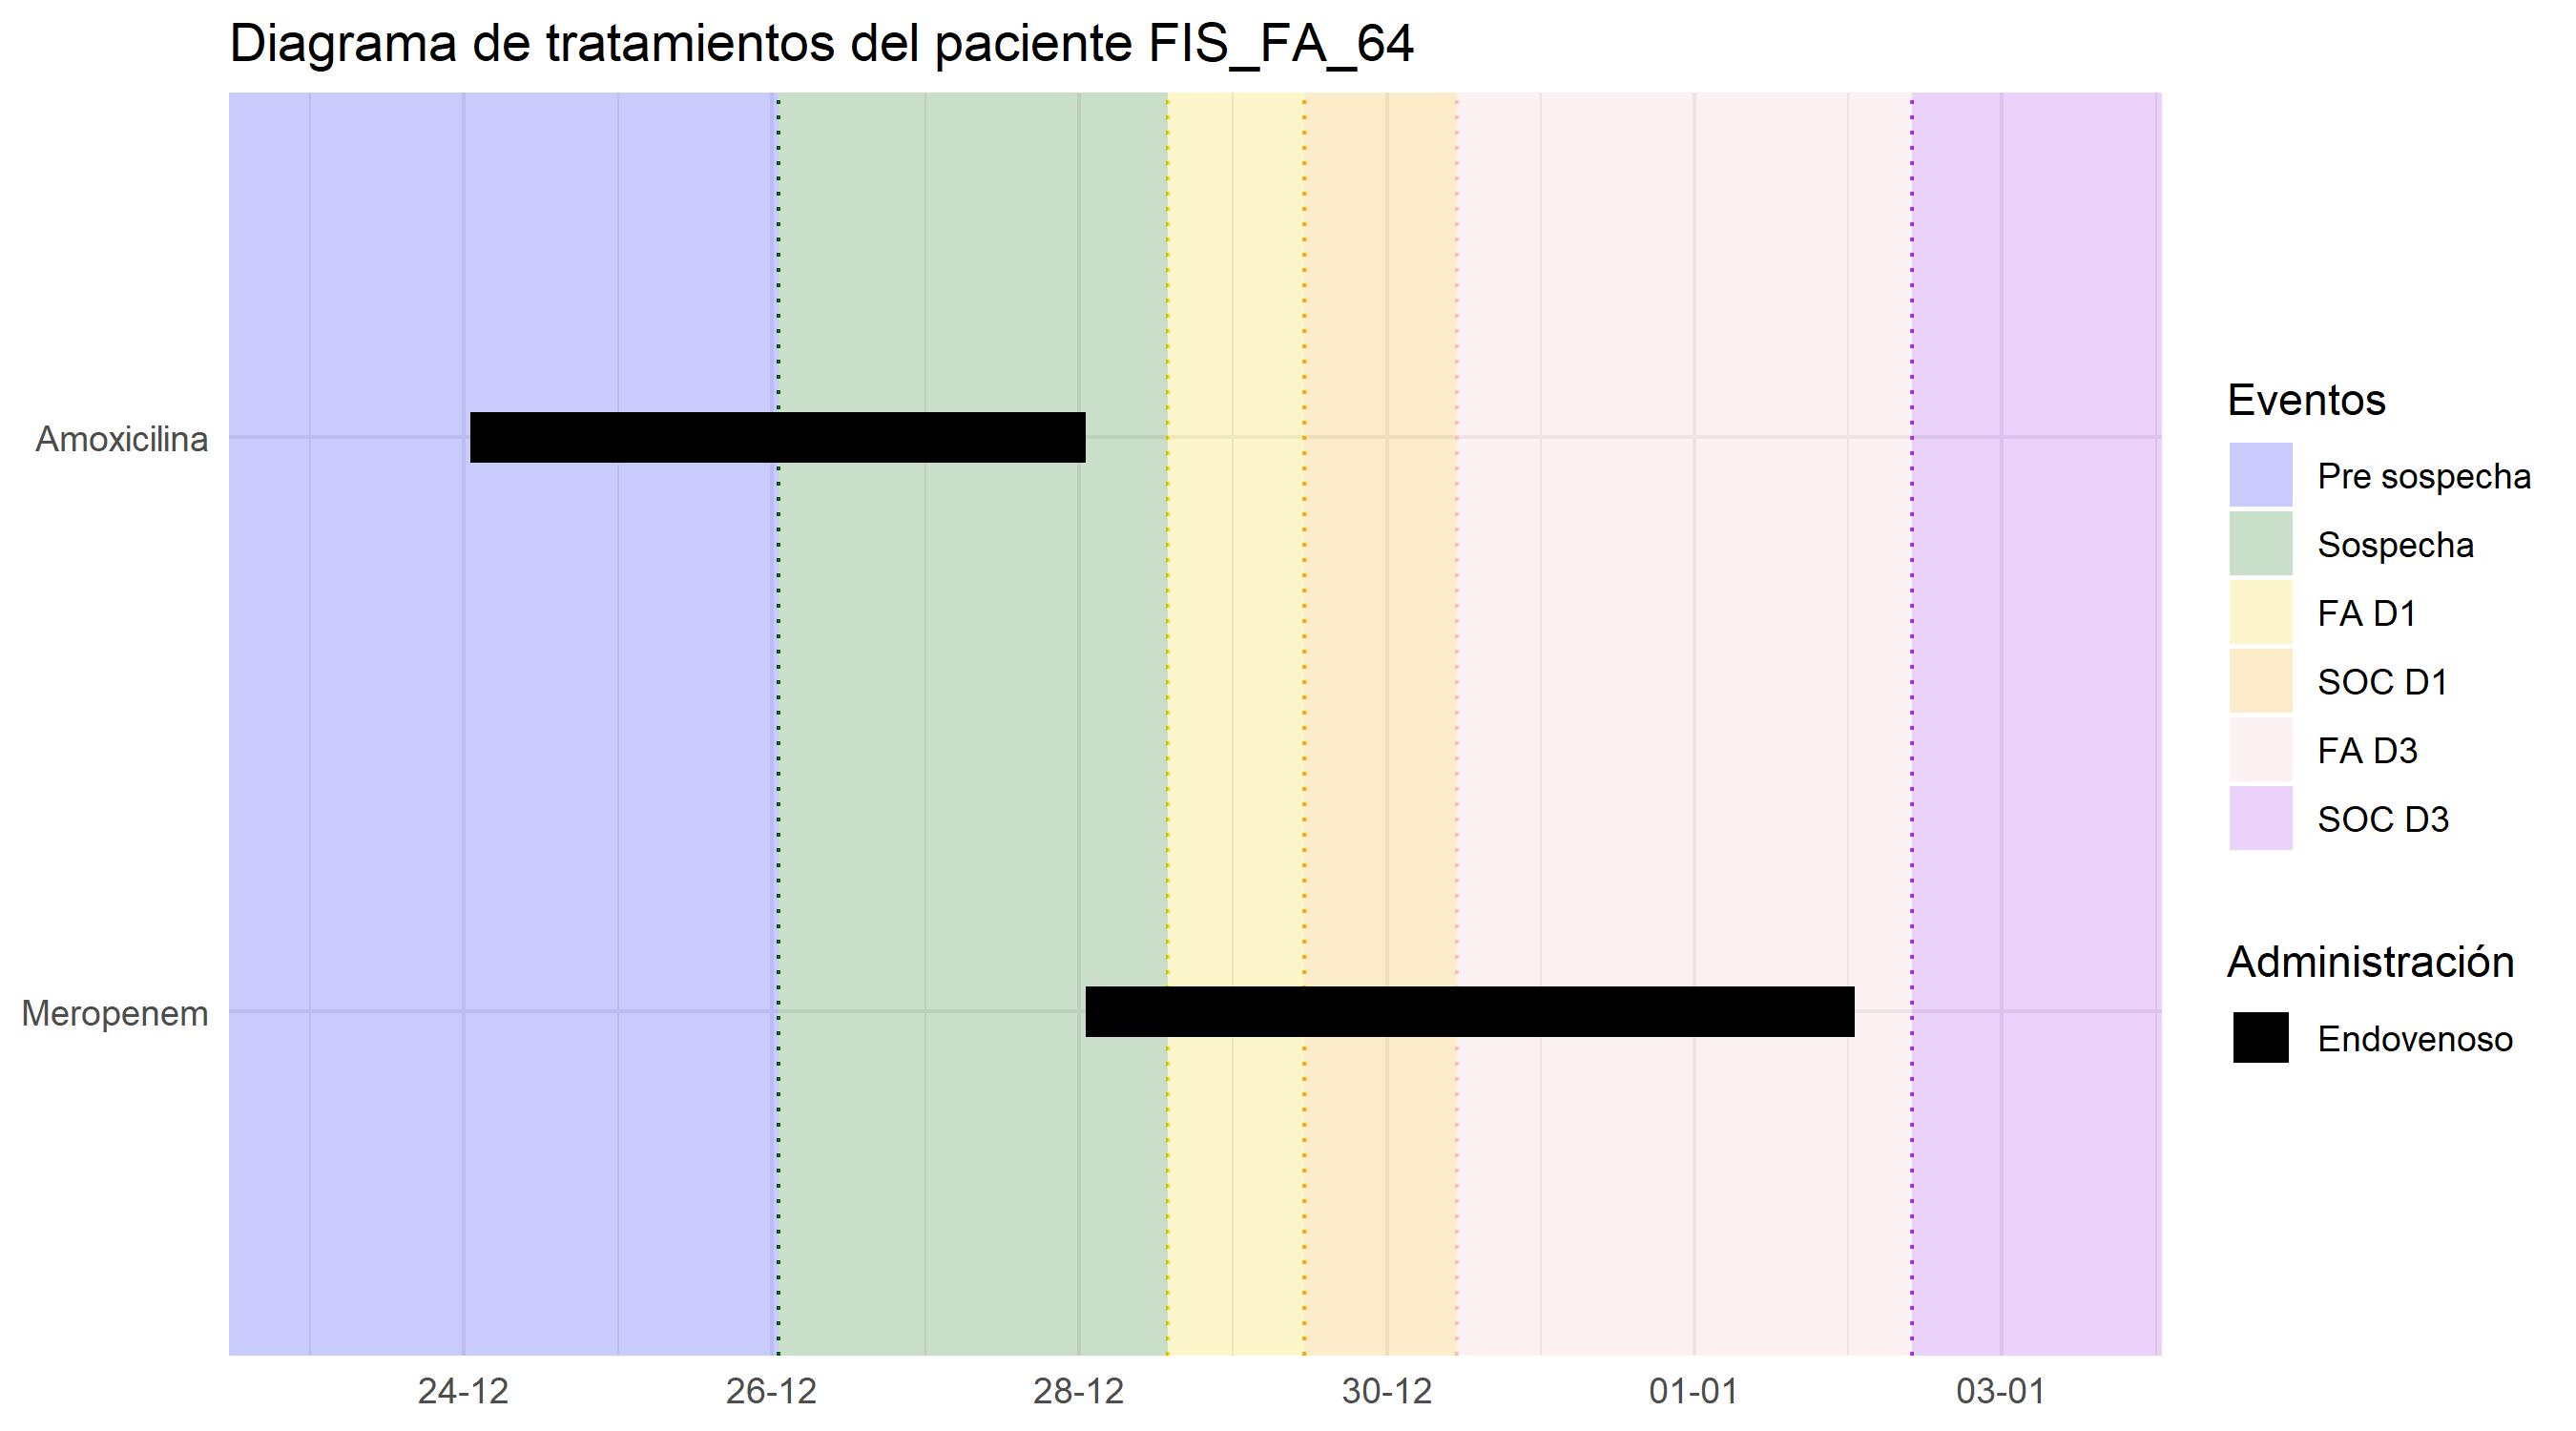 Diagrama de tratamientos del paciente FIS_FA_64
Amoxicilina
Meropenem
24-12
26-12
28-12
30-12
01-01
03-01
Eventos
Pre sospecha
Sospecha
FA D1
SOC D1
FA D3
SOC D3
Administración
Endovenoso